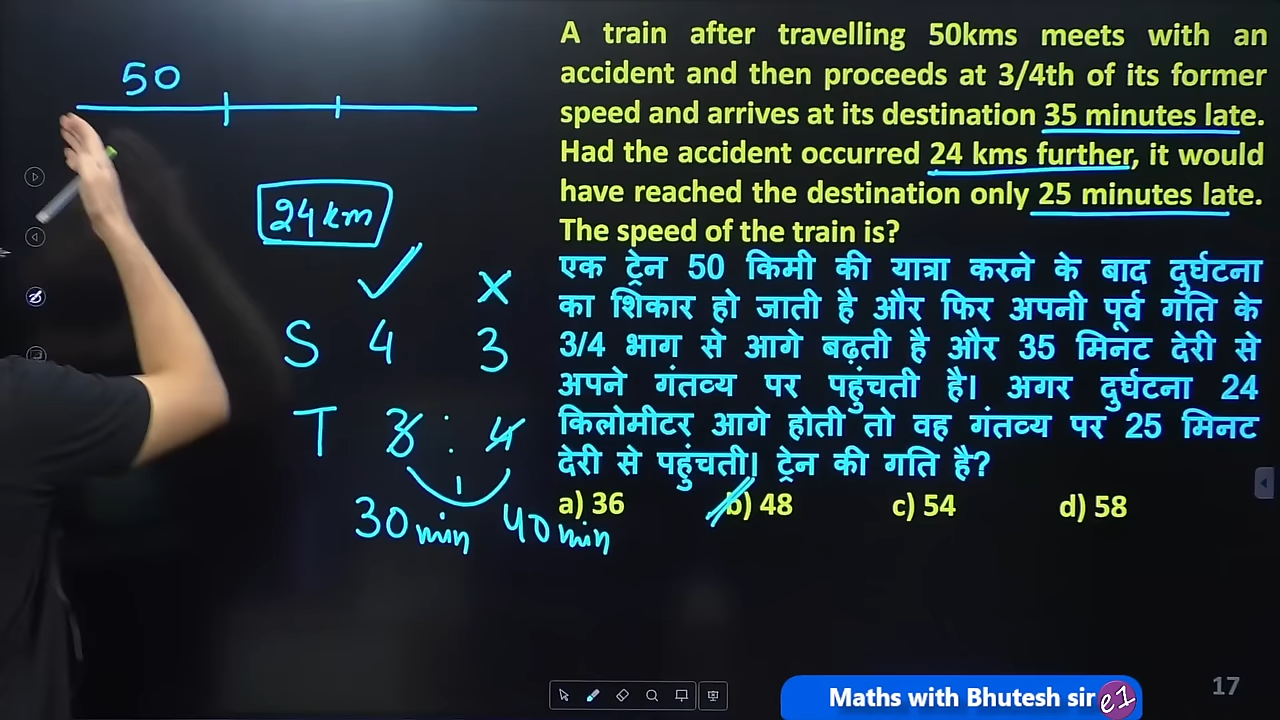 50
24 km
S 4 3
T 3 : 4
1
30 min 40 min
A train after travelling 50kms meets with an
accident and then proceeds at 3/4th of its former
speed and arrives at its destination 35 minutes late.
Had the accident occurred 24 kms further, it would
have reached the destination only 25 minutes late.
The speed of the train is?
एक ट्रेन 50 किमी की यात्रा करने के बाद दुर्घटना
का शिकार हो जाती है और फिर अपनी पूर्व गति के
3/4 भाग से आगे बढ़ती है और 35 मिनट देरी से
अपने गंतव्य पर पहुंचती है। अगर दुर्घटना 24
किलोमीटर आगे होती तो वह गंतव्य पर 25 मिनट
देरी से पहुंचती। ट्रेन की गति है?
a) 36 b) 48 c) 54 d) 58
Maths with Bhutesh sir e1
17